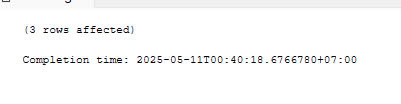 (3 rows affected)
Completion time: 2025-05-11T00:40:18.6766780+07:00